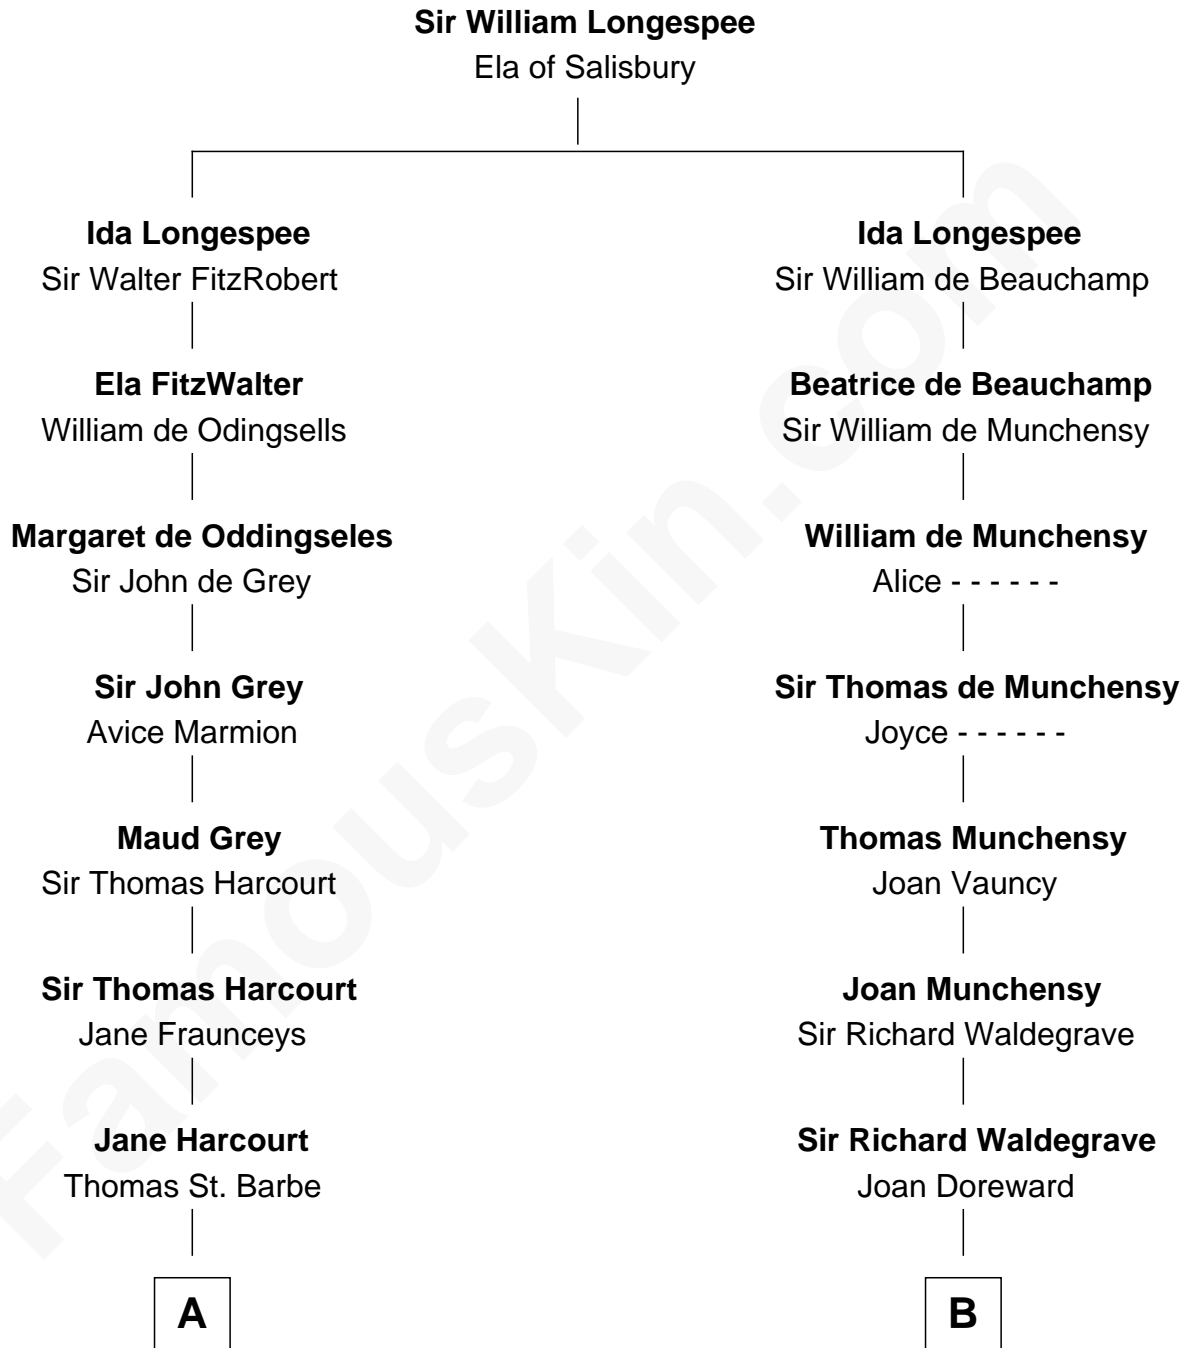 Sir William Longespee
Ela of Salisbury
Ida Longespee
Sir Walter FitzRobert
Ela FitzWalter
William de Odingsells
Margaret de Oddingseles
Sir John de Grey
Sir John Grey
Avice Marmion
Maud Grey
Sir Thomas Harcourt
Sir Thomas Harcourt
Jane Fraunceys
Jane Harcourt
Thomas St. Barbe
A
Ida Longespee
Sir William de Beauchamp
Beatrice de Beauchamp
Sir William de Munchensy
William de Munchensy
Alice - - - - - -
Sir Thomas de Munchensy
Joyce - - - - - -
Thomas Munchensy
Joan Vauncy
Joan Munchensy
Sir Richard Waldegrave
Sir Richard Waldegrave
Joan Doreward
B
FamousKin.com